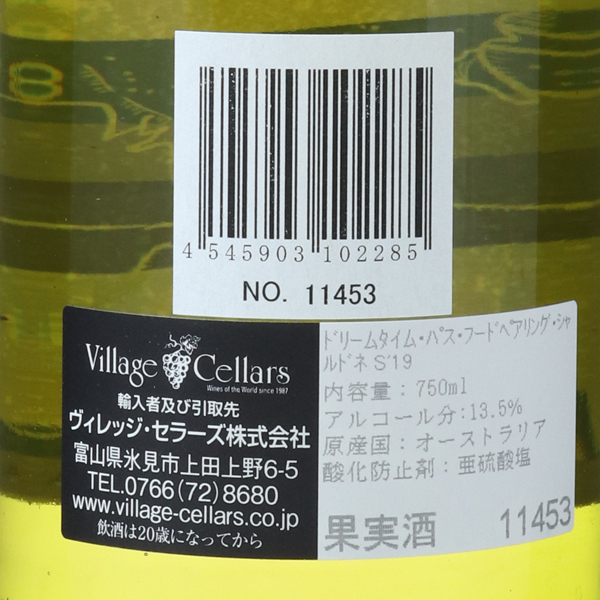 4 545903 102285
NO. 11453
Village Cellars
Wines of the World since 1987
輸入者及び引取先
ヴィレッジ・セラーズ株式会社
富山県氷見市上田上野6-5
TEL.0766(72)8680
www.village-cellars.co.jp
飲酒は20歳になってから
ドリームタイム・パス・フードペアリング・シャ
ルドネ S'19
内容量：750ml
アルコール分：13.5%
原産国：オーストラリア
酸化防止剤：亜硫酸塩
果実酒 11453